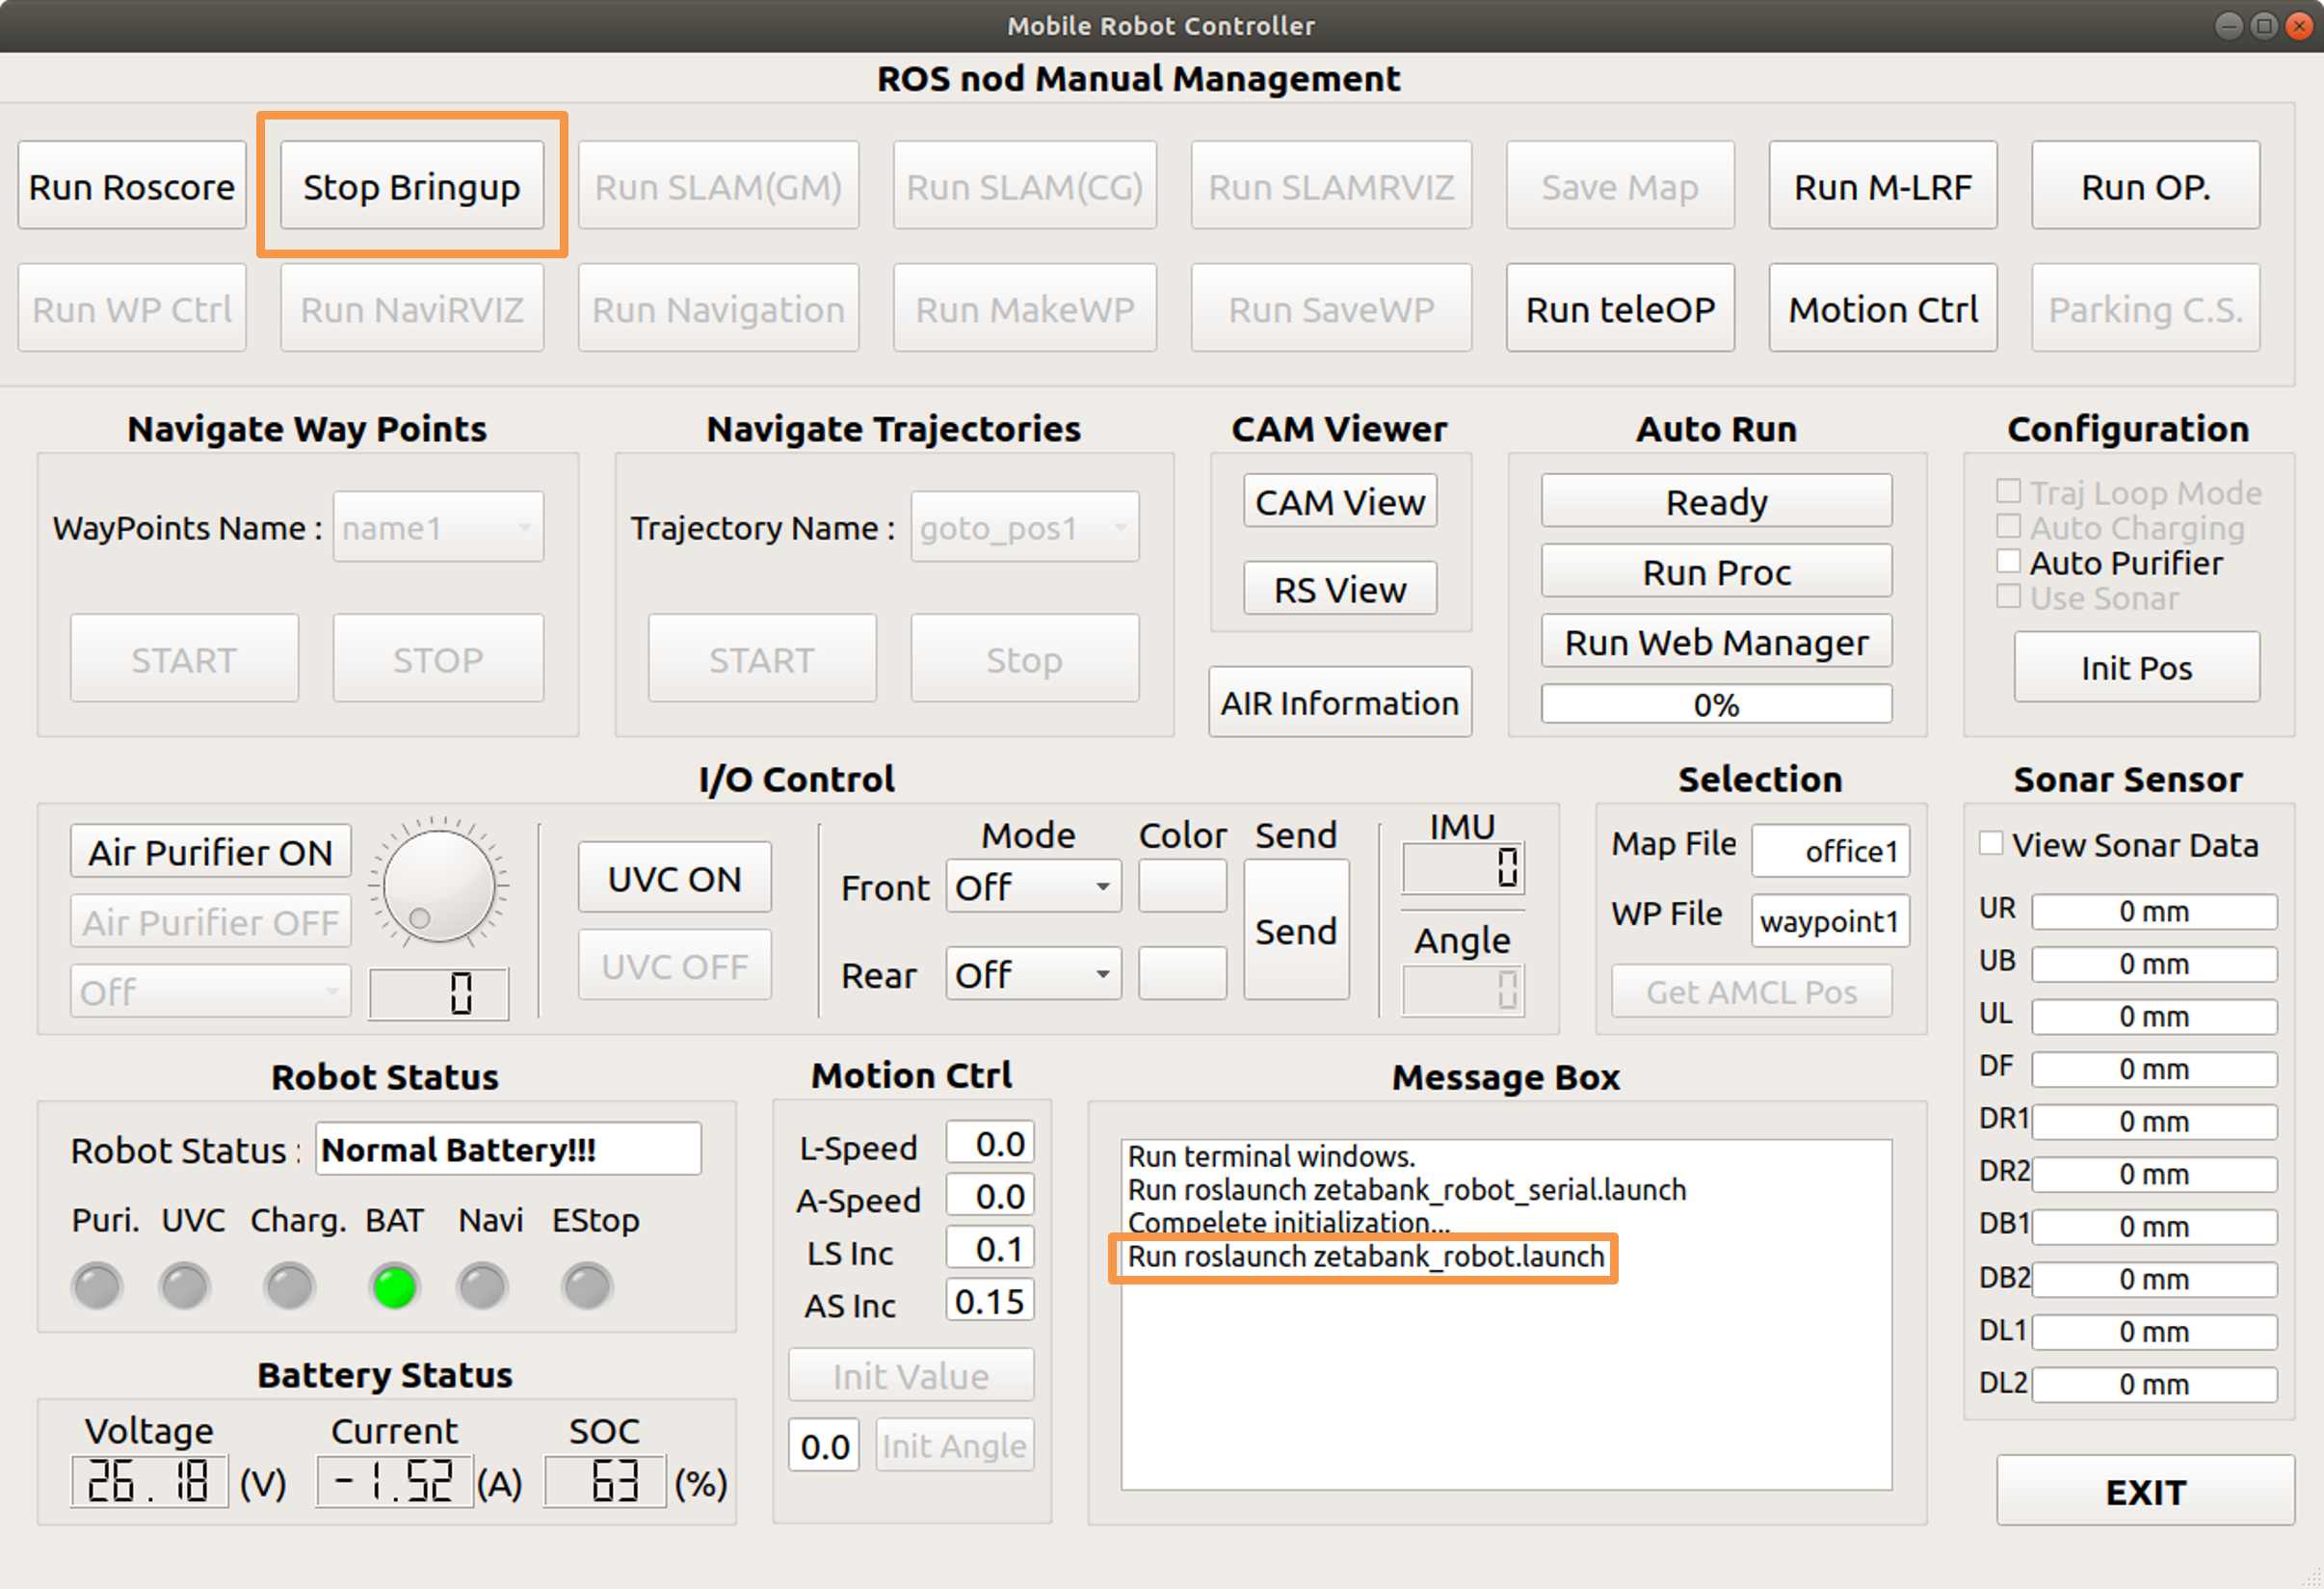 Mobile Robot Controller
ROS nod Manual Management
Run Roscore Stop Bringup Run SLAM(GM) Run SLAM(CG) Run SLAMRVIZ Save Map Run M-LRF Run OP.
Run WP Ctrl Run NaviRVIZ Run Navigation Run MakeWP Run SaveWP Run teleOP Motion Ctrl Parking C.S.
Navigate Way Points
WayPoints Name : name1
START STOP
Navigate Trajectories
Trajectory Name : goto_pos1
START Stop
CAM Viewer
CAM View
RS View
AIR Information
Auto Run
Ready
Run Proc
Run Web Manager
0%
Configuration
Traj Loop Mode
Auto Charging
Auto Purifier
Use Sonar
Init Pos
I/O Control
Air Purifier ON
Air Purifier OFF
Off
0
UVC ON
UVC OFF
Mode Color Send
Front Off
Send
Rear Off
IMU
0
Angle
0
Selection
Map File office1
WP File waypoint1
Get AMCL Pos
Sonar Sensor
View Sonar Data
UR 0 mm
UB 0 mm
UL 0 mm
DF 0 mm
DR1 0 mm
DR2 0 mm
DB1 0 mm
DB2 0 mm
DL1 0 mm
DL2 0 mm
Robot Status
Robot Status : Normal Battery!!!
Puri. UVC Charg. BAT Navi EStop
Battery Status
Voltage Current SOC
26.18 (V) -1.52 (A) 63 (%)
Motion Ctrl
L-Speed 0.0
A-Speed 0.0
LS Inc 0.1
AS Inc 0.15
Init Value
0.0 Init Angle
Message Box
Run terminal windows.
Run roslaunch zetabank_robot_serial.launch
Compelete initialization...
Run roslaunch zetabank_robot.launch
EXIT